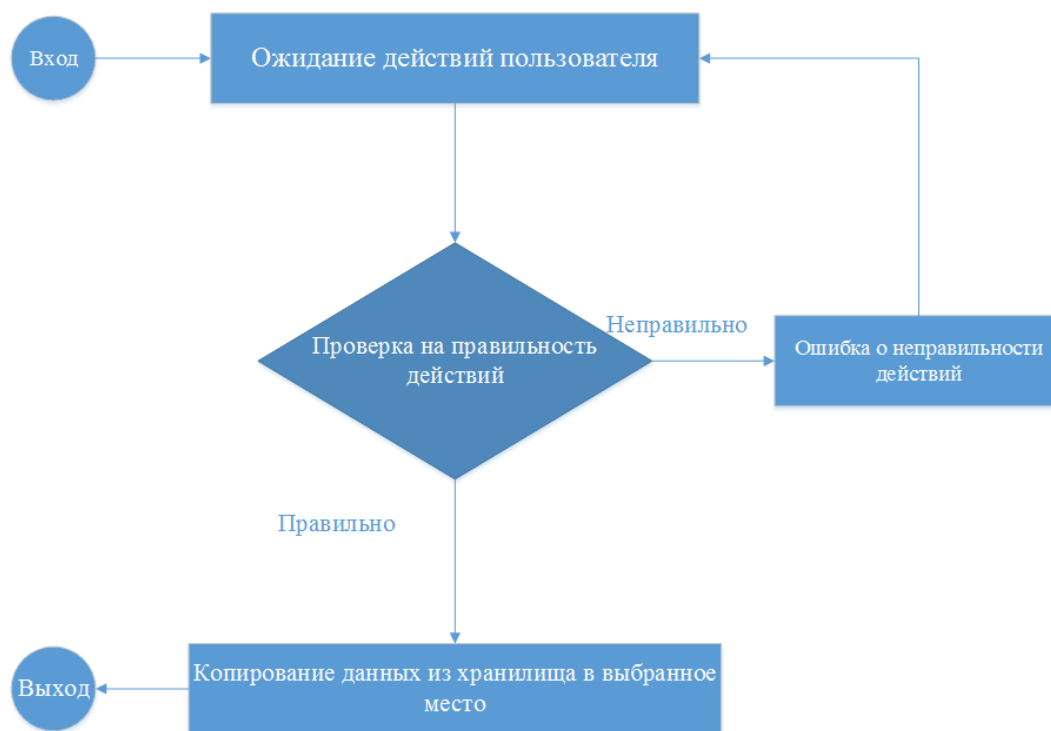 Вход
Ожидание действий пользователя
Неправильно
Проверка на правильность
действий
Ошибка о неправильности
действий
Правильно
Копирование данных из хранилища в выбранное
место
Выход